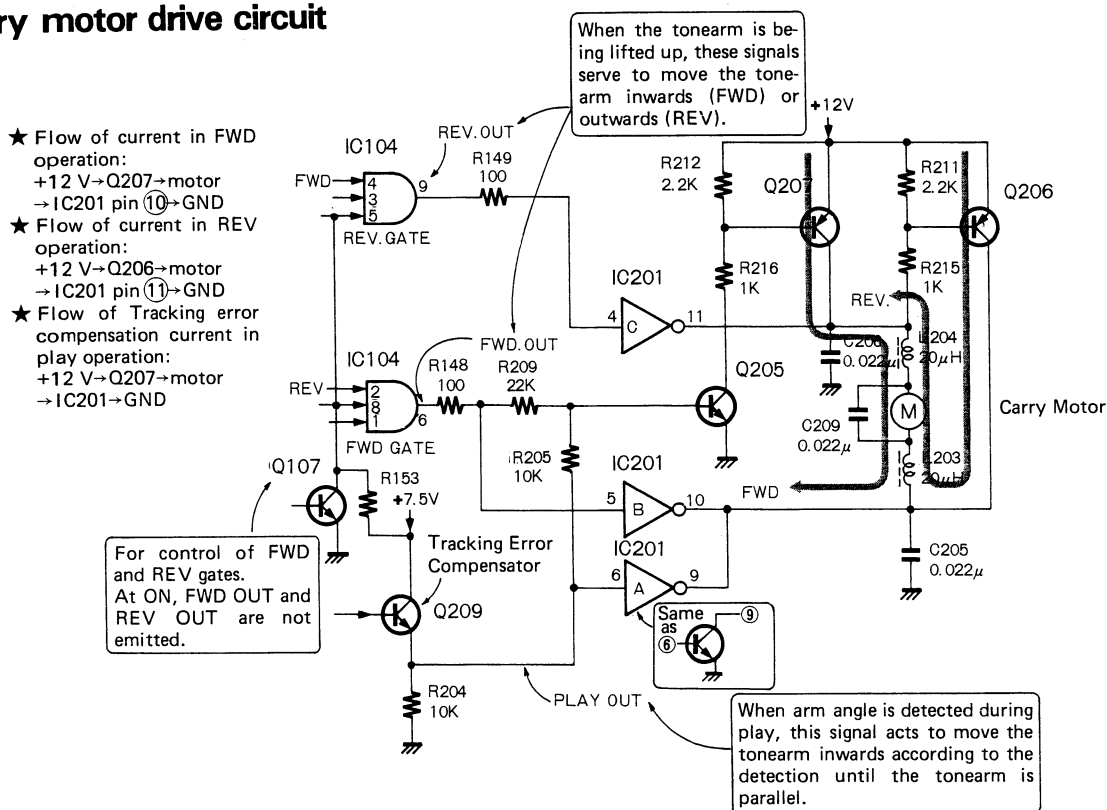 ry motor drive circuit
When the tonearm is be-
ing lifted up, these signals
serve to move the tone-
arm inwards (FWD) or
outwards (REV).
★ Flow of current in FWD
operation:
+12 V→Q207→motor
→IC201 pin ⑩→GND
★ Flow of current in REV
operation:
+12 V→Q206→motor
→IC201 pin ⑪→GND
★ Flow of Tracking error
compensation current in
play operation:
+12 V→Q207→motor
→IC201→GND
+12V
REV. OUT
IC104
R149
100
FWD
4
3
5
9
REV. GATE
R212
2.2K
Q207
R211
2.2K
Q206
R216
1K
R215
1K
REV.
IC201
4
C
11
0.022μ
L204
20μH
FWD. OUT
IC104
R148
100
R209
22K
Q205
REV
2
8
1
6
FWD GATE
M
Carry Motor
C209
0.022μ
R205
10K
IC201
5
B
10
FWD
L203
20μH
Q107
R153
+7.5V
IC201
6
A
9
C205
0.022μ
Tracking Error
Compensator
Q209
For control of FWD
and REV gates.
At ON, FWD OUT and
REV OUT are not
emitted.
Same
as
⑥
⑨
R204
10K
PLAY OUT
When arm angle is detected during
play, this signal acts to move the
tonearm inwards according to the
detection until the tonearm is
parallel.